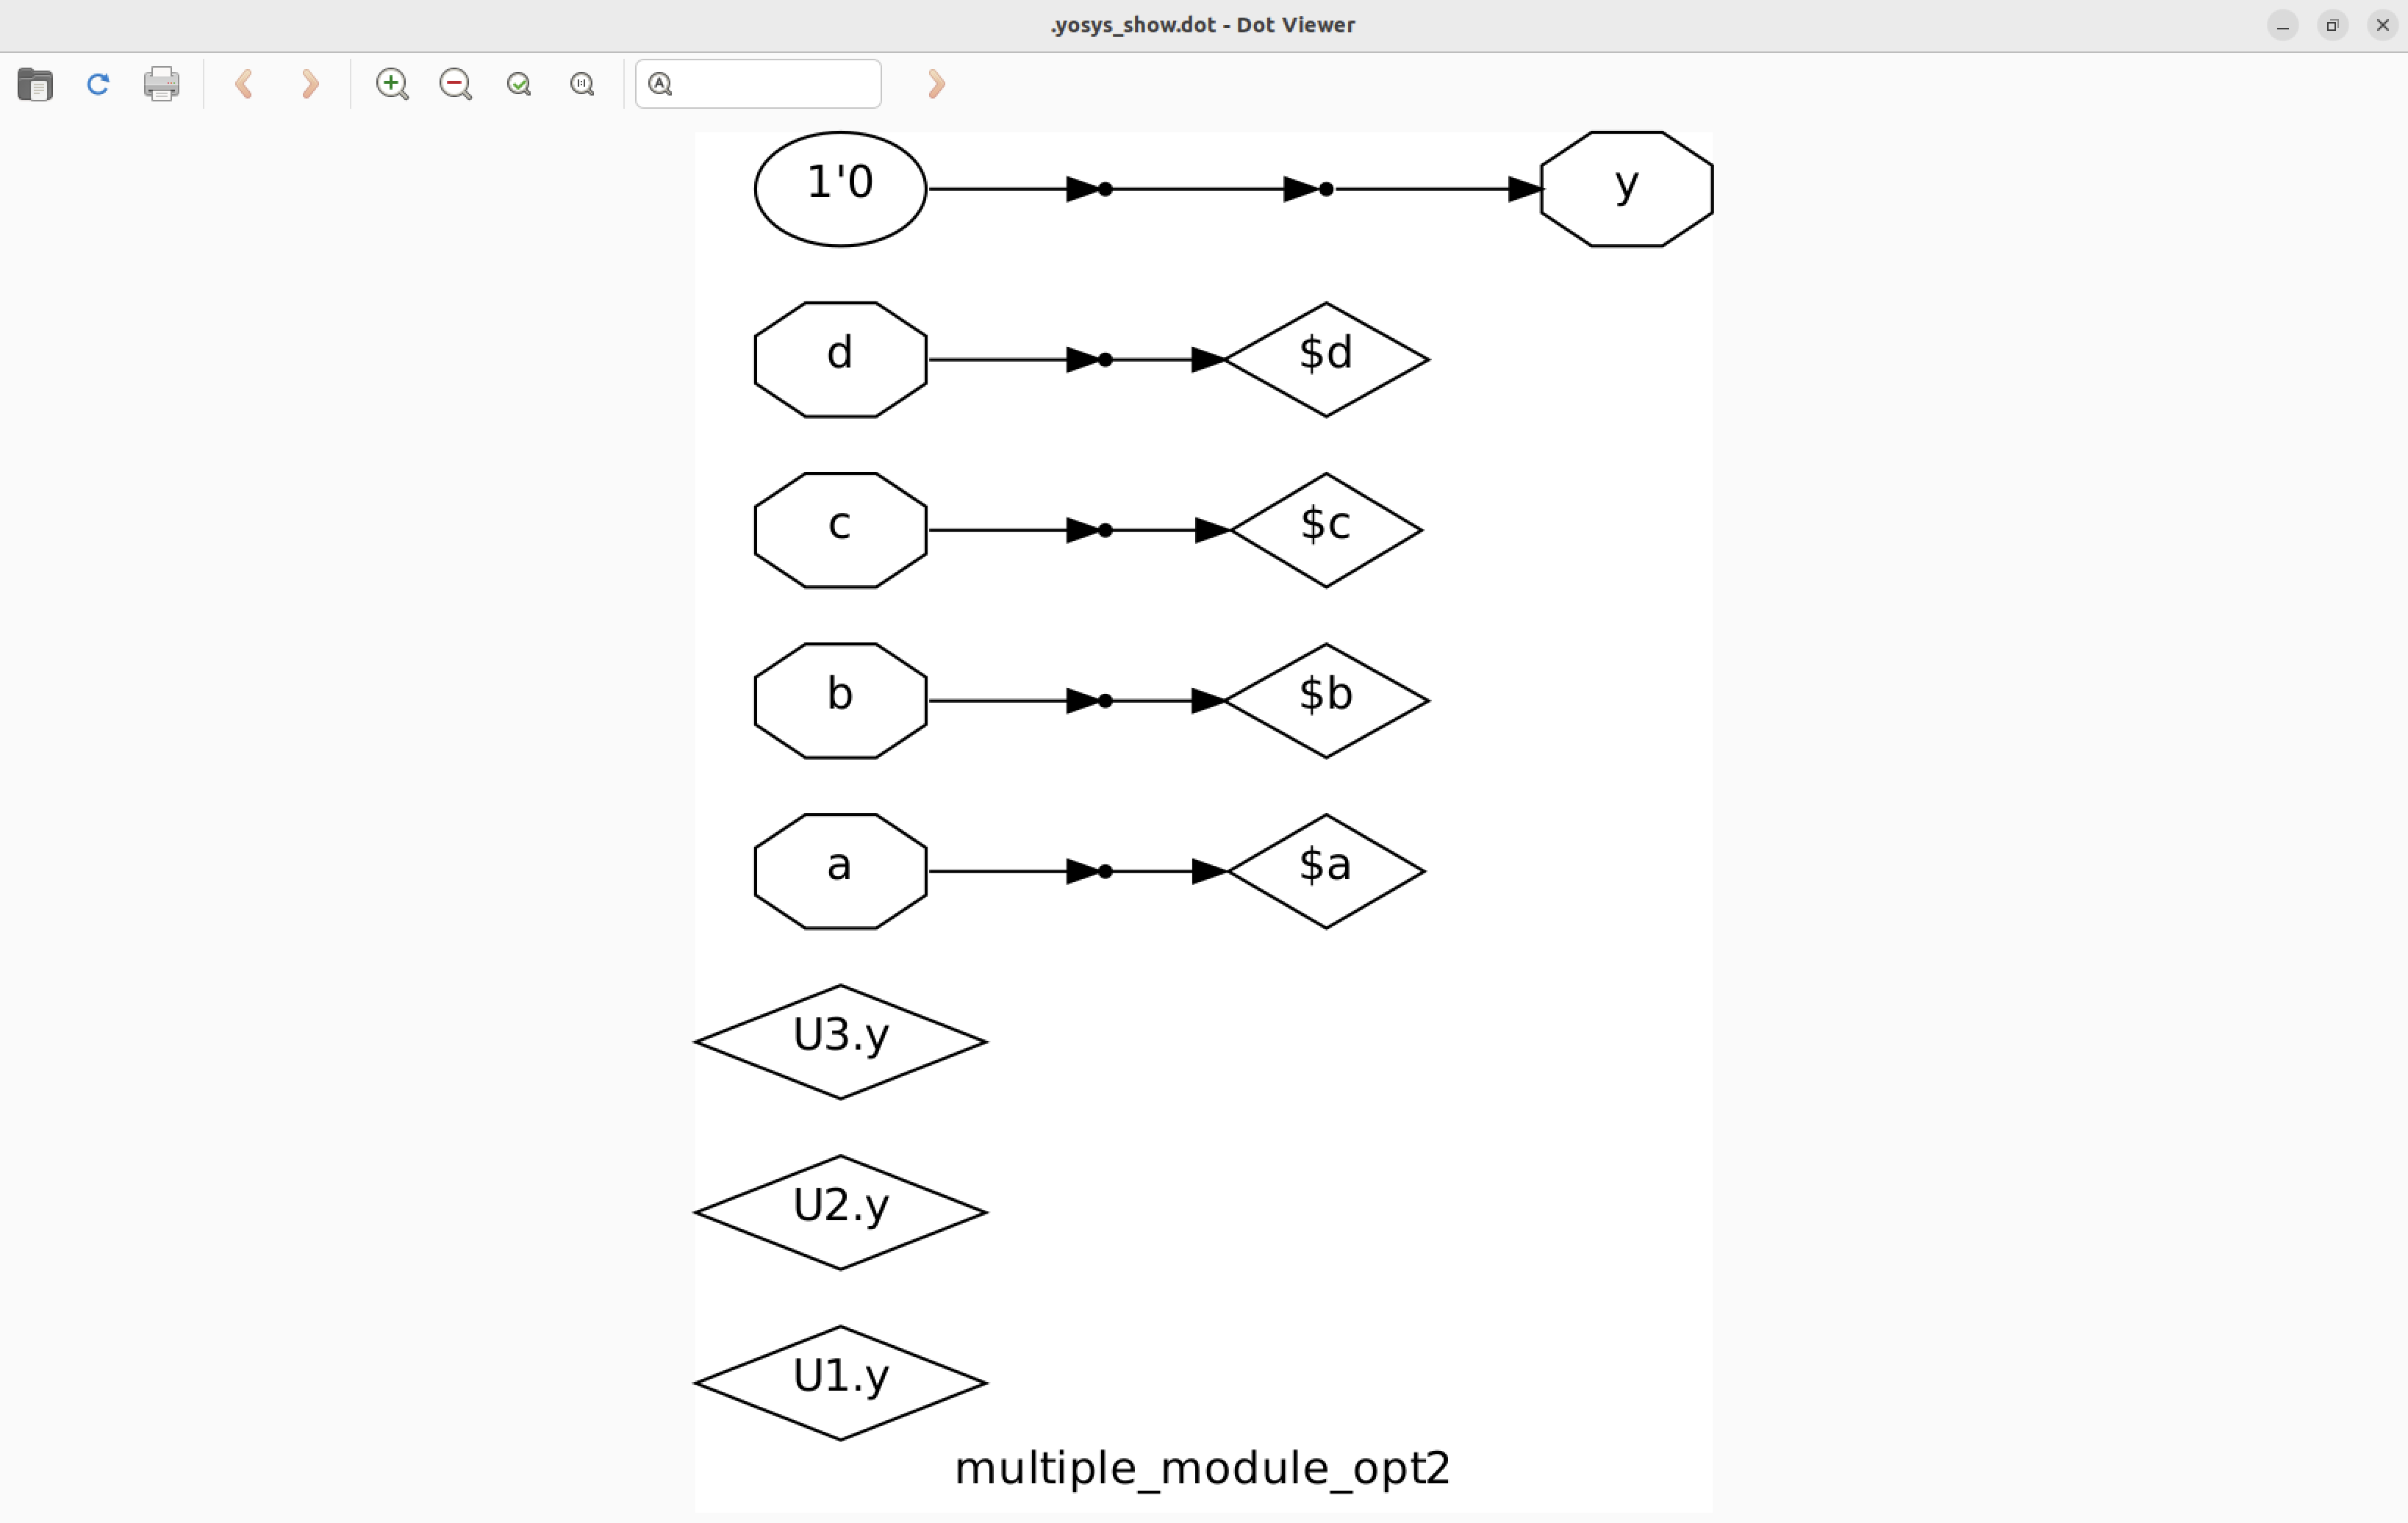 .yosys_show.dot - Dot Viewer
1'0 y
d $d
c $c
b $b
a $a
U3.y
U2.y
U1.y
multiple_module_opt2